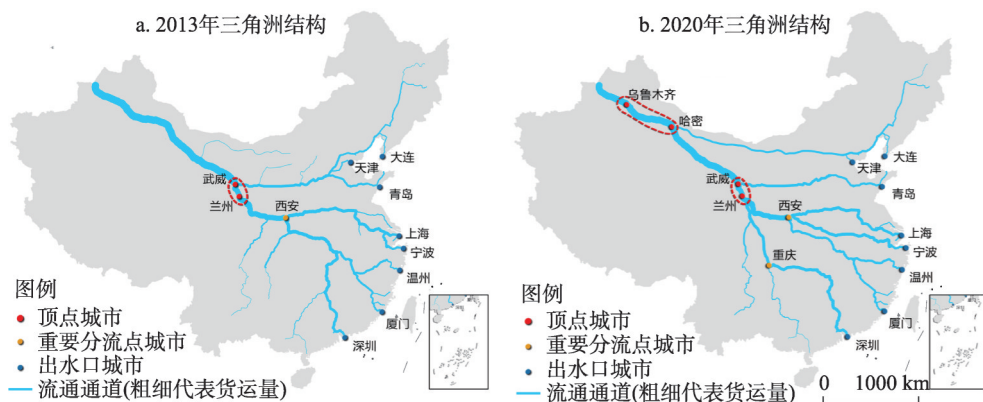 a. 2013年三角洲结构
武威
兰州
西安
天津
大连
青岛
上海
宁波
温州
厦门
深圳
图例
顶点城市
重要分流点城市
出水口城市
流通通道(粗细代表货运量)
b. 2020年三角洲结构
乌鲁木齐
哈密
武威
兰州
西安
重庆
天津
大连
青岛
上海
宁波
温州
厦门
深圳
图例
顶点城市
重要分流点城市
出水口城市
流通通道(粗细代表货运量)
0 1000 km